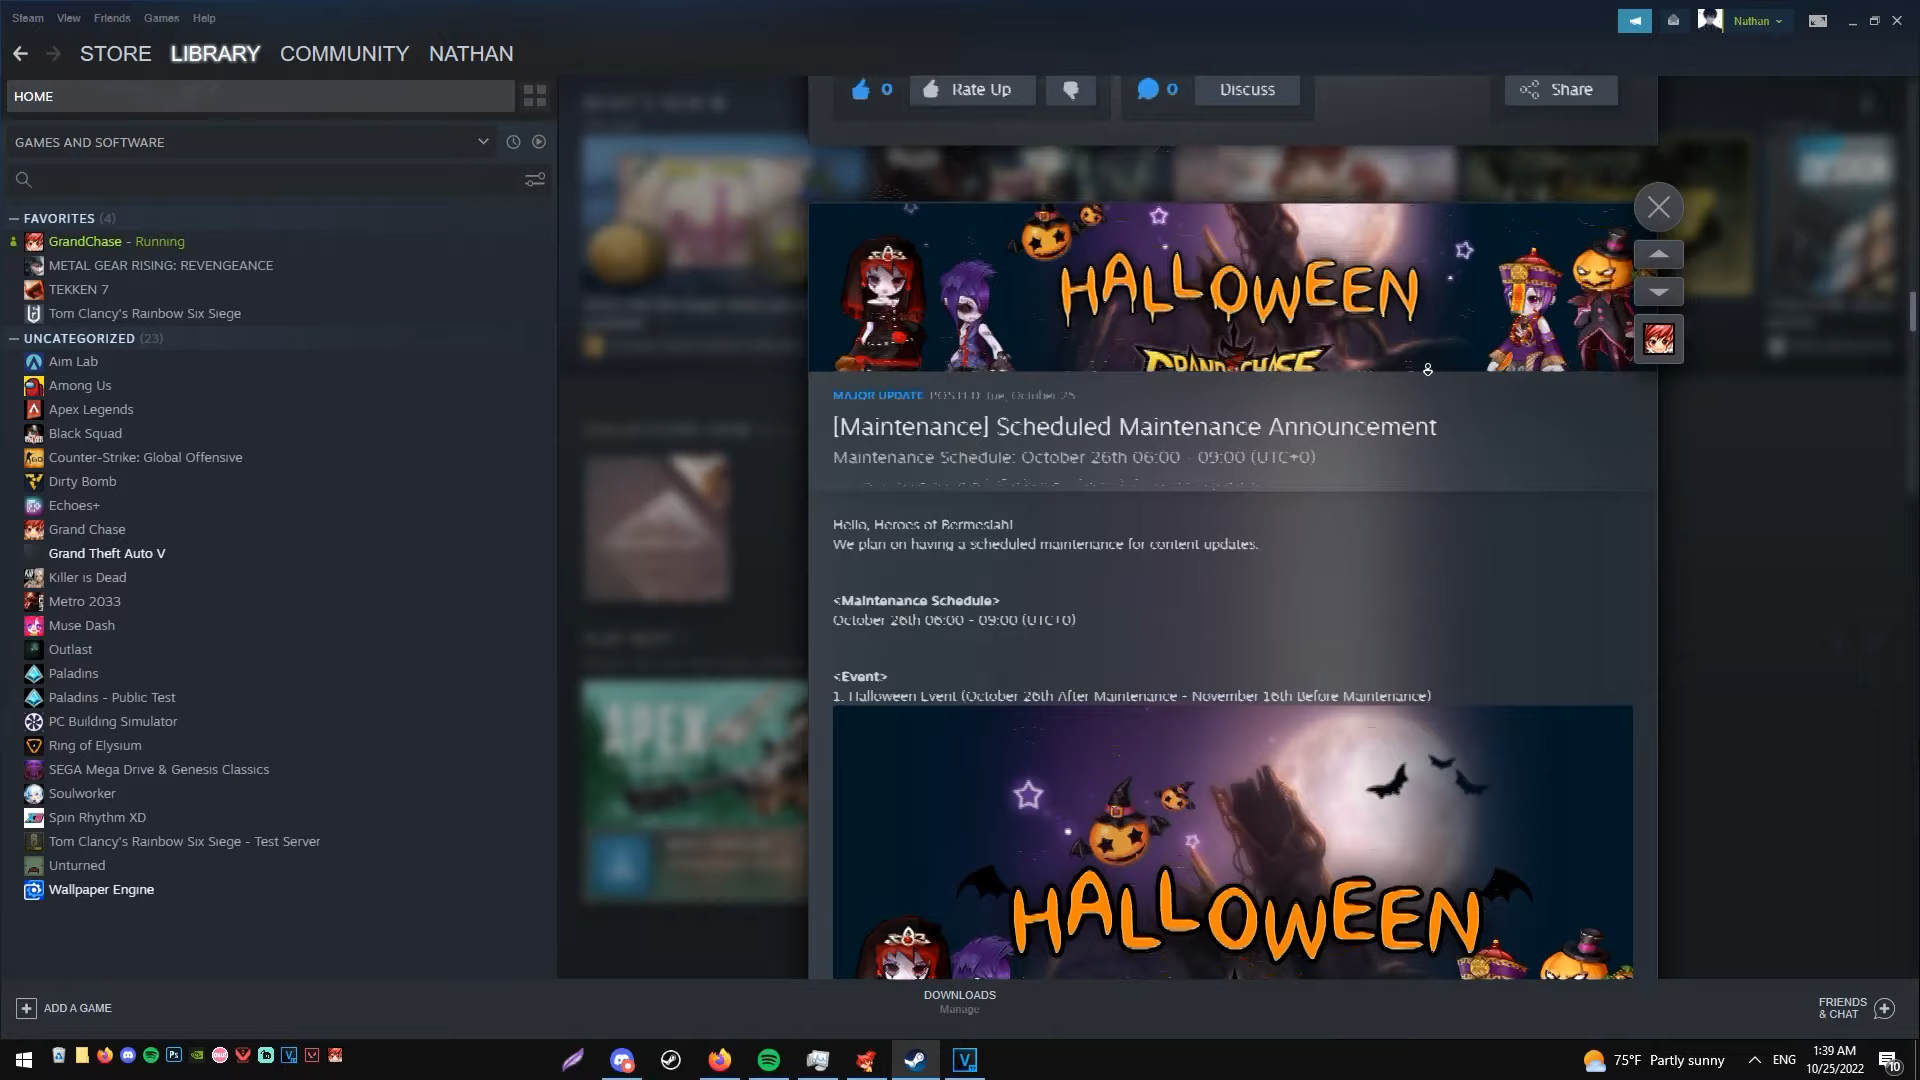 Steam View Friends Games Help
Nathan
STORE LIBRARY COMMUNITY NATHAN
HOME
GAMES AND SOFTWARE
FAVORITES (4)
GrandChase - Running
METAL GEAR RISING: REVENGEANCE
TEKKEN 7
Tom Clancy's Rainbow Six Siege
UNCATEGORIZED (23)
Aim Lab
Among Us
Apex Legends
Black Squad
Counter-Strike: Global Offensive
Dirty Bomb
Echoes+
Grand Chase
Grand Theft Auto V
Killer is Dead
Metro 2033
Muse Dash
Outlast
Paladins
Paladins - Public Test
PC Building Simulator
Ring of Elysium
SEGA Mega Drive & Genesis Classics
Soulworker
Spin Rhythm XD
Tom Clancy's Rainbow Six Siege - Test Server
Unturned
Wallpaper Engine
0 Rate Up 0 Discuss Share
HALLOWEEN
GRAND CHASE
MAJOR UPDATE POSTED Tue, October 25
[Maintenance] Scheduled Maintenance Announcement
Maintenance Schedule: October 26th 06:00 - 09:00 (UTC+0)
Hello, Heroes of Bermesiah!
We plan on having a scheduled maintenance for content updates.
<Maintenance Schedule>
October 26th 06:00 - 09:00 (UTC+0)
<Event>
1. Halloween Event (October 26th After Maintenance - November 16th Before Maintenance)
HALLOWEEN
APEX
ADD A GAME
DOWNLOADS
Manage
FRIENDS
& CHAT
75°F Partly sunny
ENG
1:39 AM
10/25/2022
10